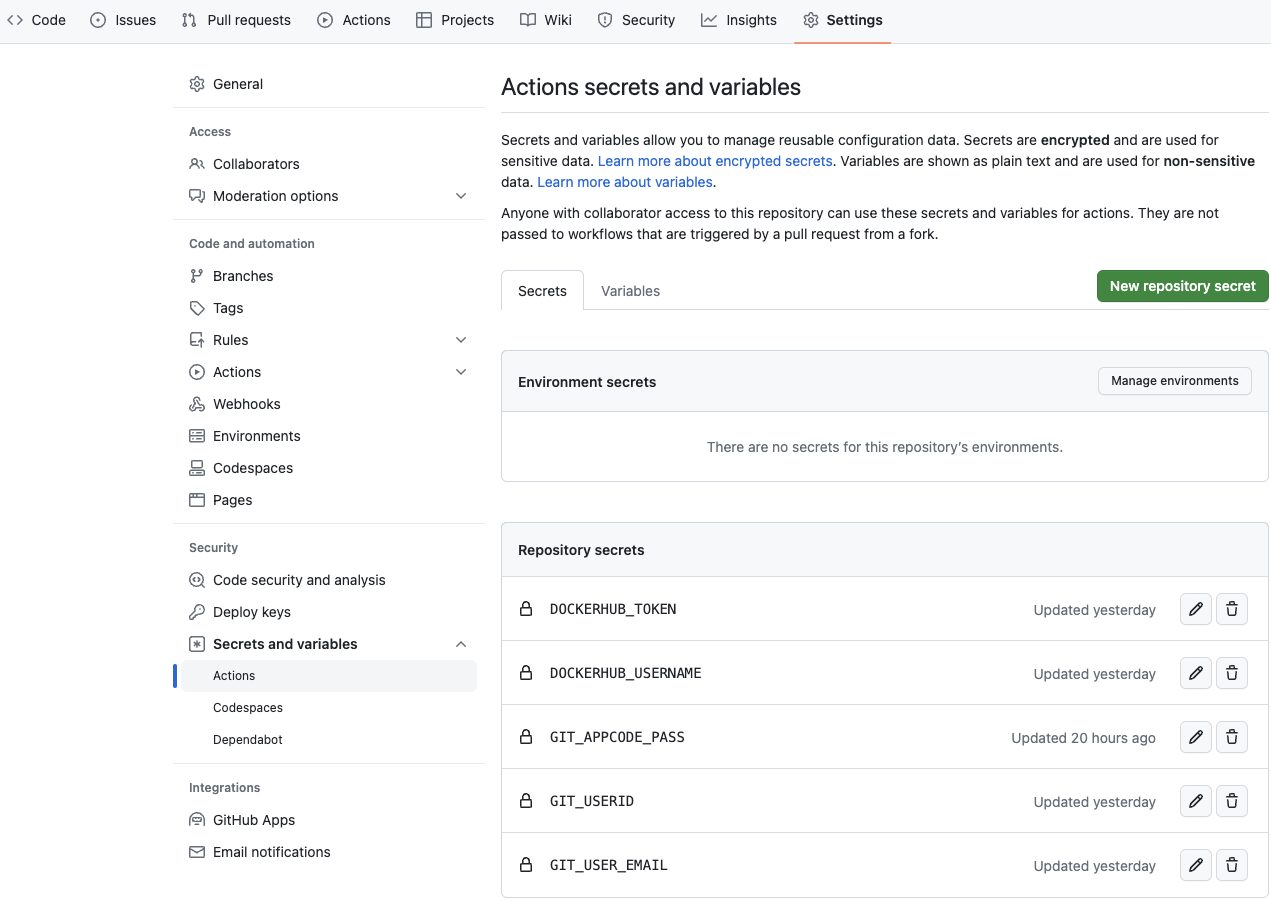 Code Issues Pull requests Actions Projects Wiki Security Insights Settings
General
Access
Collaborators
Moderation options
Code and automation
Branches
Tags
Rules
Actions
Webhooks
Environments
Codespaces
Pages
Security
Code security and analysis
Deploy keys
Secrets and variables
Actions
Codespaces
Dependabot
Integrations
GitHub Apps
Email notifications
Actions secrets and variables
Secrets and variables allow you to manage reusable configuration data. Secrets are encrypted and are used for
sensitive data. Learn more about encrypted secrets. Variables are shown as plain text and are used for non-sensitive
data. Learn more about variables.
Anyone with collaborator access to this repository can use these secrets and variables for actions. They are not
passed to workflows that are triggered by a pull request from a fork.
Secrets Variables New repository secret
Environment secrets Manage environments
There are no secrets for this repository’s environments.
Repository secrets
DOCKERHUB_TOKEN Updated yesterday
DOCKERHUB_USERNAME Updated yesterday
GIT_APPCODE_PASS Updated 20 hours ago
GIT_USERID Updated yesterday
GIT_USER_EMAIL Updated yesterday